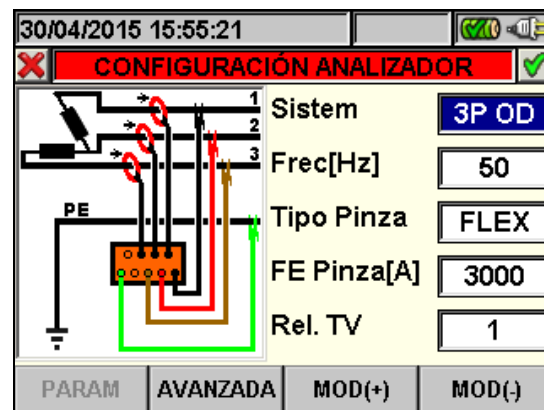 30/04/2015 15:55:21
CONFIGURACIÓN ANALIZADOR
1
2
3
PE
Sistem 3P OD
Frec[Hz] 50
Tipo Pinza FLEX
FE Pinza[A] 3000
Rel. TV 1
PARAM AVANZADA MOD(+) MOD(-)